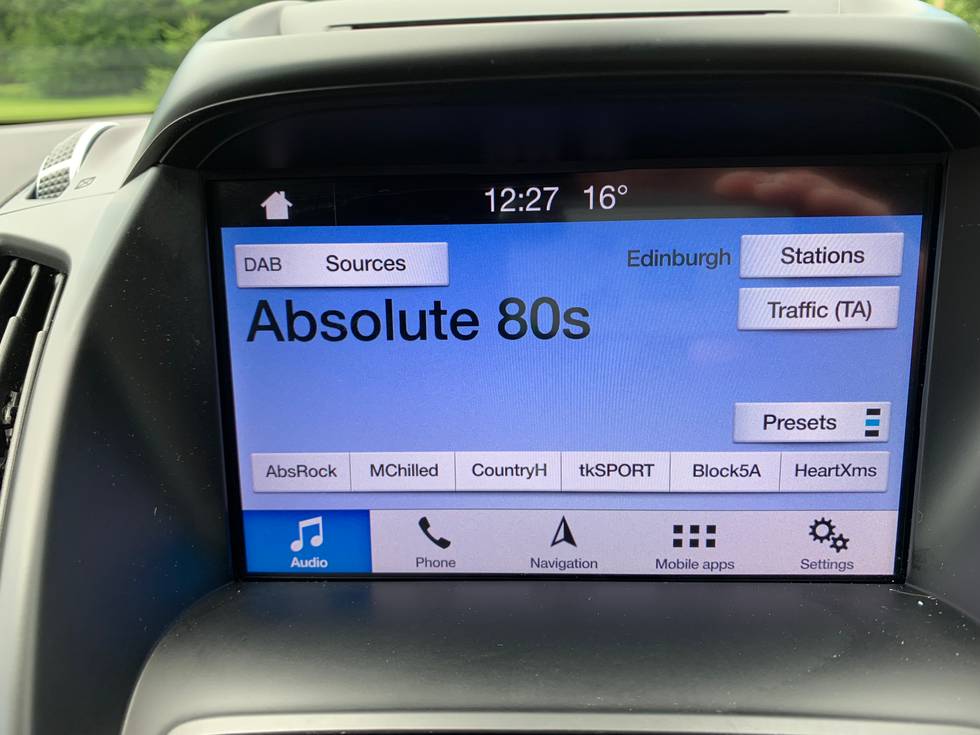 12:27 16°
DAB Sources Edinburgh Stations
Absolute 80s
Traffic (TA)
Presets
AbsRock MChilled CountryH tkSPORT Block5A HeartXms
Audio Phone Navigation Mobile apps Settings